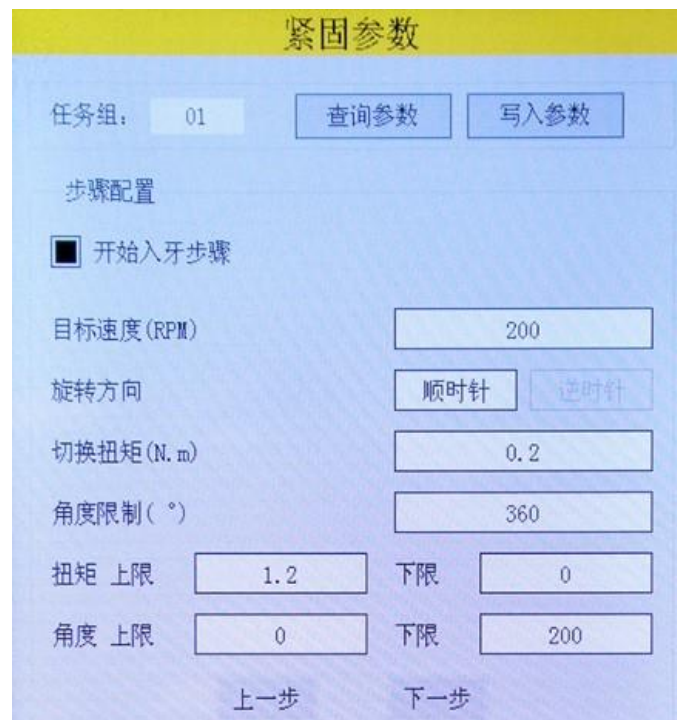 紧固参数
任务组: 01 查询参数 写入参数
步骤配置
开始入牙步骤
目标速度(RPM) 200
旋转方向 顺时针 逆时针
切换扭矩(N.m) 0.2
角度限制( °) 360
扭矩 上限 1.2 下限 0
角度 上限 0 下限 200
上一步 下一步